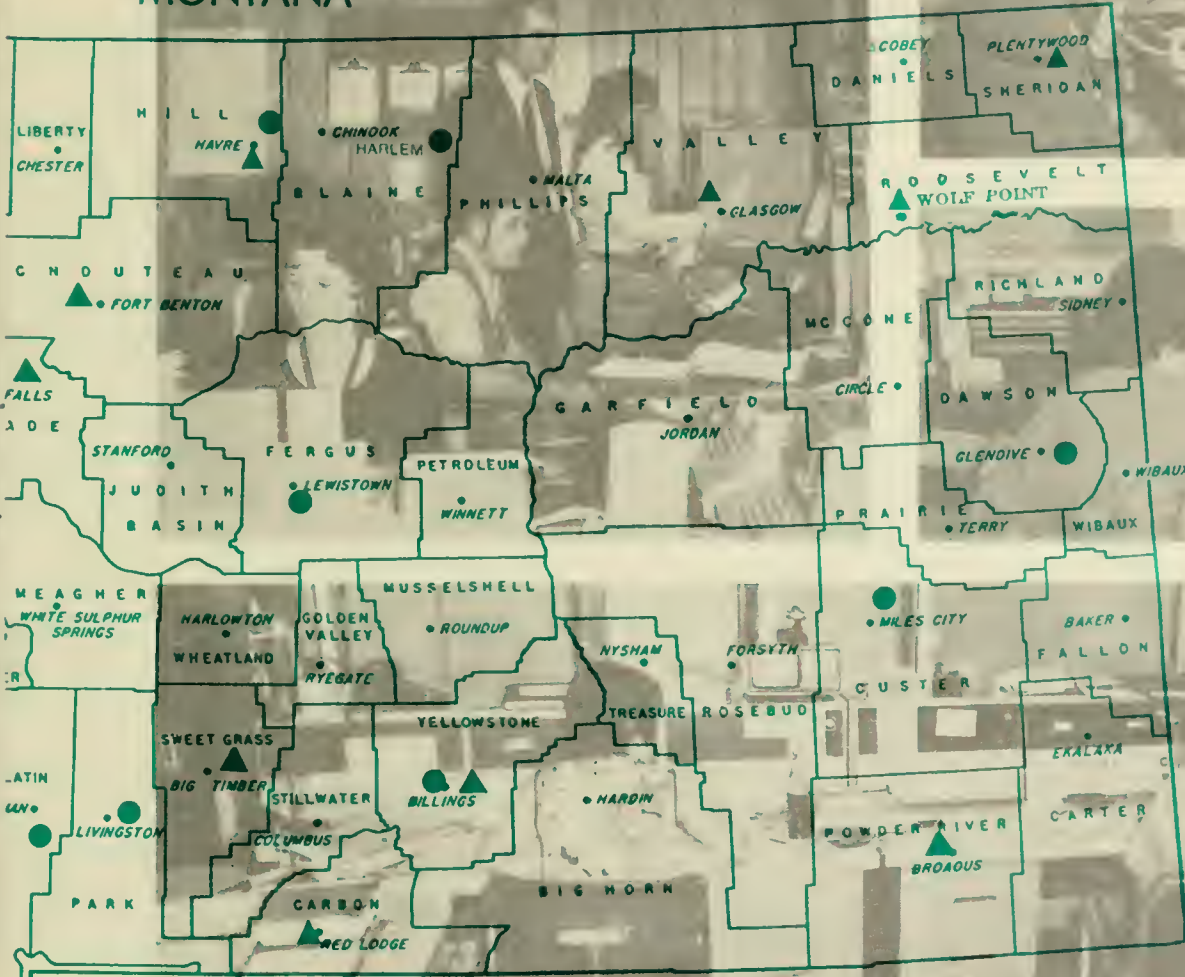 MONTANA
SCOBEY
PLENTYWOOD
DANIELS
SHERIDAN
HILL
LIBERTY
CHESTER
HAVRE
CHINOOK
HARLEM
BLAINE
MALTA
PHILLIPS
VALLEY
GLASGOW
ROOSEVELT
WOLF POINT
CHOUTEAU
FORT BENTON
RICHLAND
SIDNEY
MC CONE
FALLS
ADE
CIRCLE
DAWSON
GARFIELD
JORDAN
STANFORD
FERGUS
JUDITH
BASIN
LEWISTOWN
PETROLEUM
WINNETT
GLENDIVE
WIBAUX
PRAIRIE
TERRY
WIBAUX
MEAGHER
WHITE SULPHUR
SPRINGS
HARLOWTON
WHEATLAND
GOLDEN
VALLEY
RYEGATE
MUSSELSHELL
ROUNDUP
NYSHAM
FORSYTH
MILES CITY
BAKER
FALLON
ER
CUSTER
TREASURE
ROSEBUD
YELLOWSTONE
SWEET GRASS
BIG TIMBER
EKALAKA
LATIN
AN
LIVINGSTON
STILLWATER
COLUMBUS
BILLINGS
HARDIN
POWDER RIVER
BROADUS
CARTER
PARK
CARBON
RED LODGE
BIG HORN